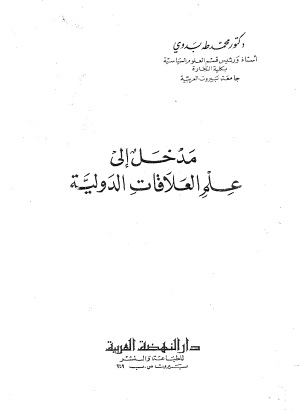 دكتور محمد طه بدوي
أستاذ ورئيس قسم العلوم السياسية
بكلية التجارة
جامعة بيروت العربية
مدخل إلى
علم العلاقات الدولية
دار النهضة العربية
للطباعة والنشر
بيروت ص.ب ٧٤٩